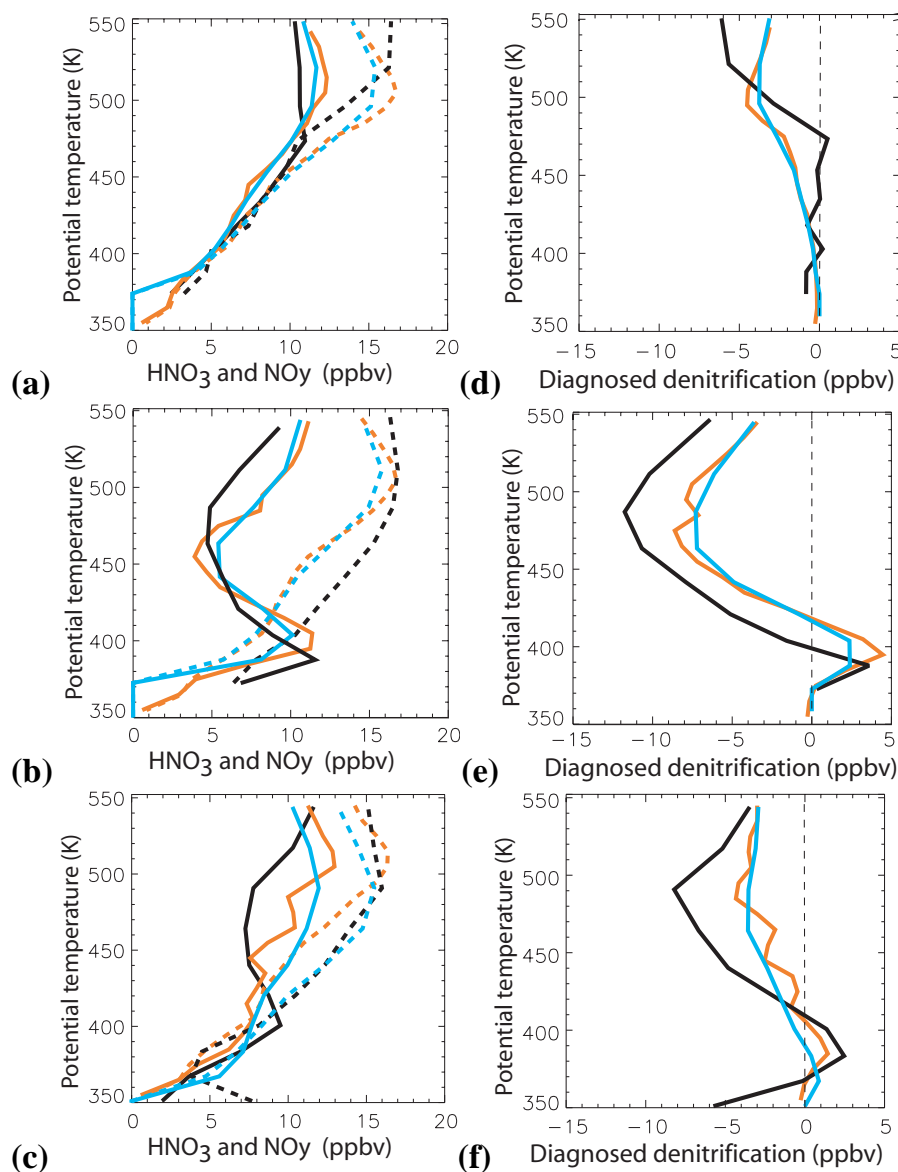 550
500
450
400
350
Potential temperature (K)
0 5 10 15 20
HNO₃ and NOy (ppbv)
(a)
550
500
450
400
350
Potential temperature (K)
−15 −10 −5 0 5
Diagnosed denitrification (ppbv)
(d)
550
500
450
400
350
Potential temperature (K)
0 5 10 15 20
HNO₃ and NOy (ppbv)
(b)
550
500
450
400
350
Potential temperature (K)
−15 −10 −5 0 5
Diagnosed denitrification (ppbv)
(e)
550
500
450
400
350
Potential temperature (K)
0 5 10 15 20
HNO₃ and NOy (ppbv)
(c)
550
500
450
400
350
Potential temperature (K)
−15 −10 −5 0 5
Diagnosed denitrification (ppbv)
(f)